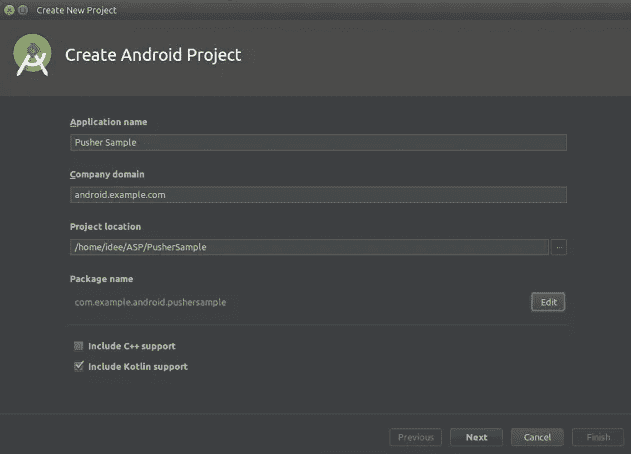 Create New Project
Create Android Project
Application name
Pusher Sample
Company domain
android.example.com
Project location
/home/idee/ASP/PusherSample
...
Package name
com.example.android.pushersample
Edit
Include C++ support
Include Kotlin support
Previous
Next
Cancel
Finish